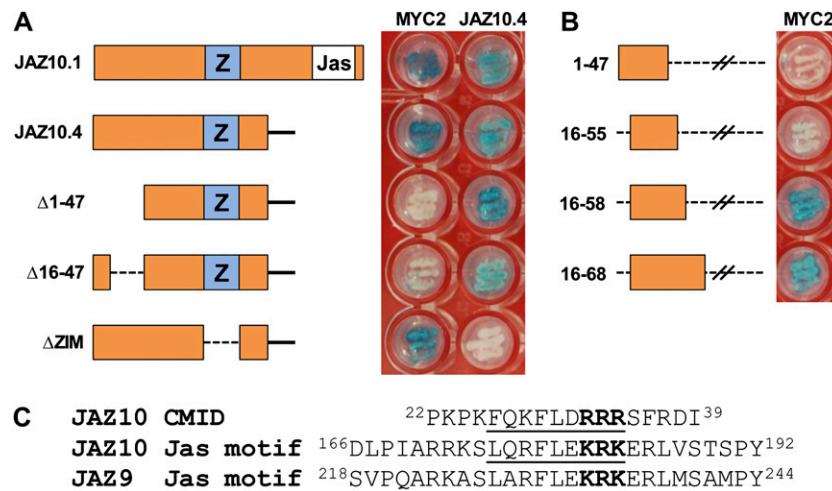 A
MYC2 JAZ10.4
JAZ10.1 Z Jas
JAZ10.4 Z
Δ1-47 Z
Δ16-47 Z
ΔZIM
B
MYC2
1-47
16-55
16-58
16-68
C JAZ10 CMID 22PKPKFQKFLDRRRSFRDI39
JAZ10 Jas motif 166DLPIARRKSLQRFLEKRKERLVSTSPY192
JAZ9 Jas motif 218SVPQARKASLARFLEKRKERLMSAMPY244